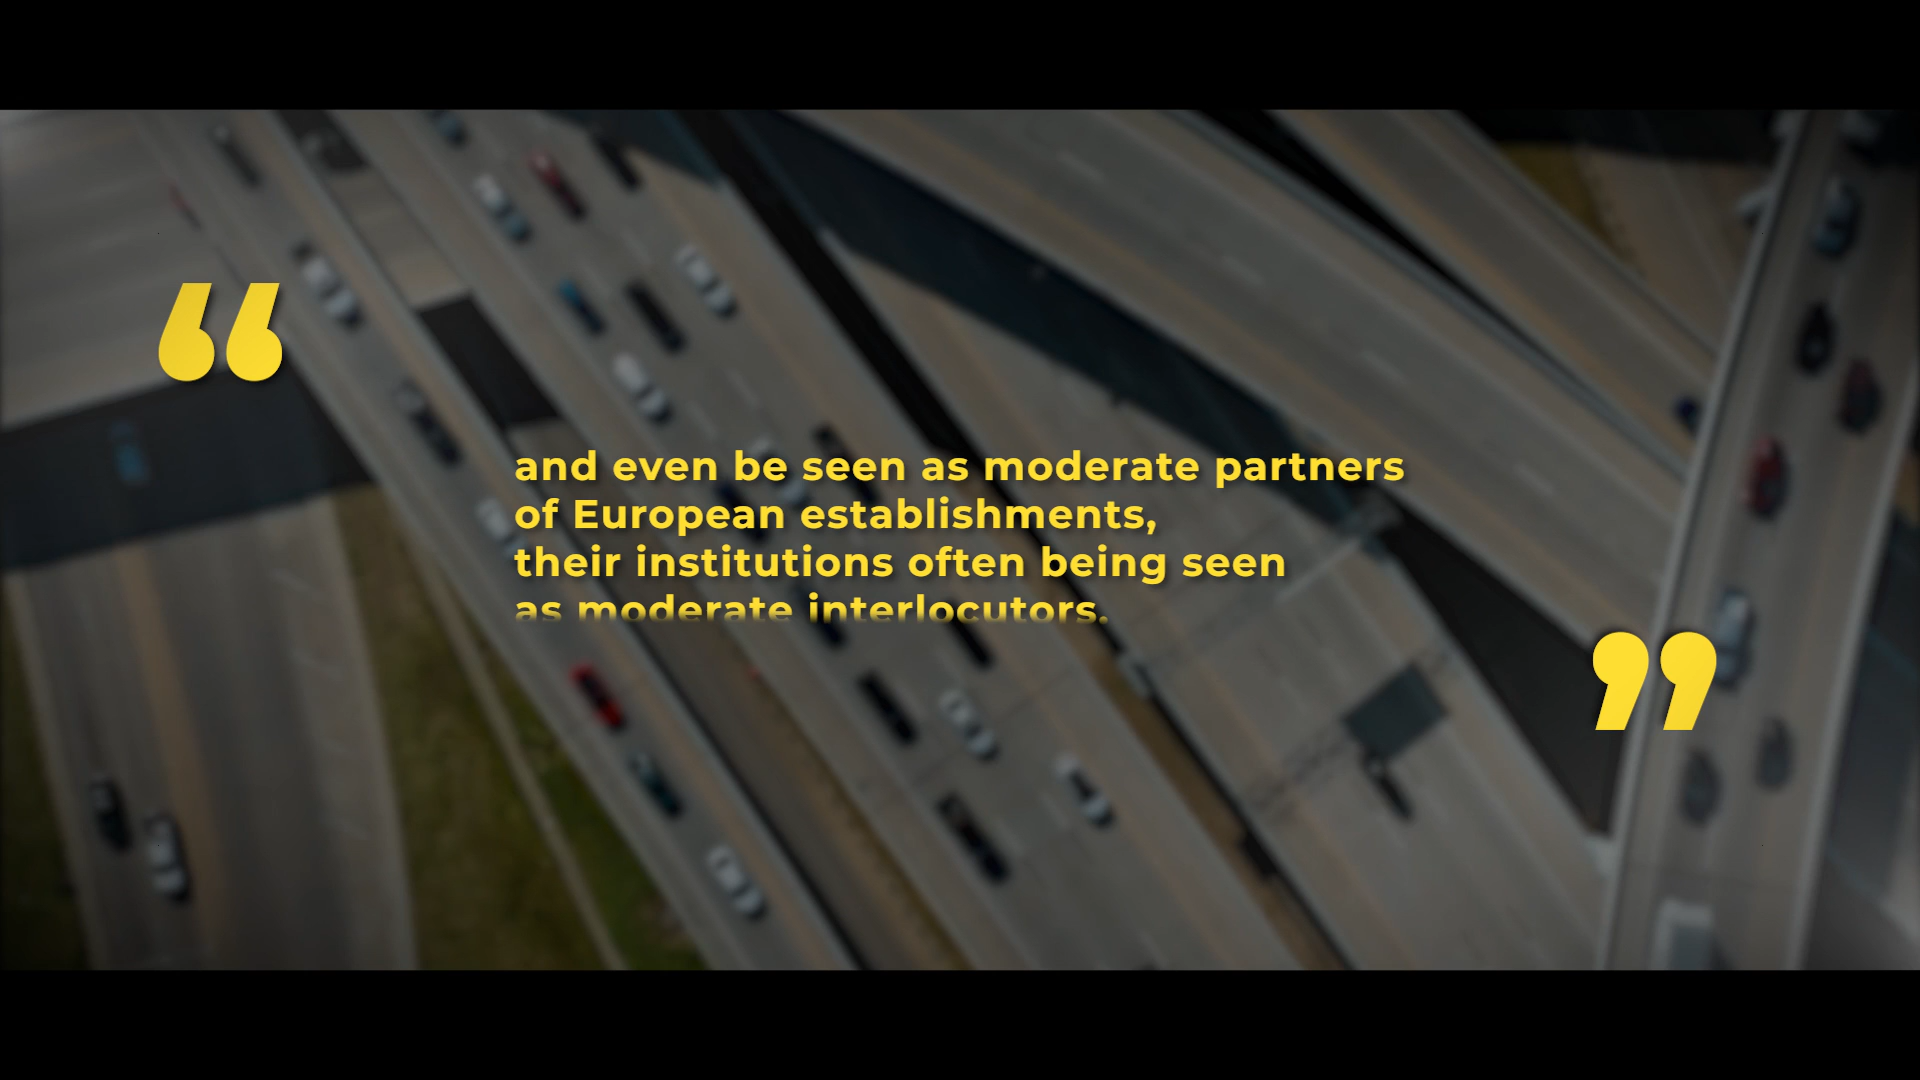 “
and even be seen as moderate partners
of European establishments,
their institutions often being seen
as moderate interlocutors.
”